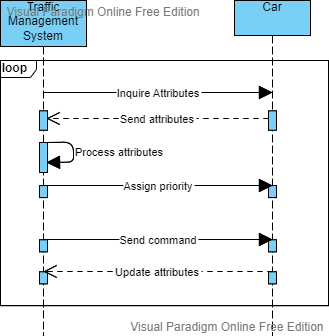 Visual Paradigm Online Free Edition
Traffic
Management
System
Car
loop
Inquire Attributes
Send attributes
Process attributes
Assign priority
Send command
Update attributes
Visual Paradigm Online Free Edition